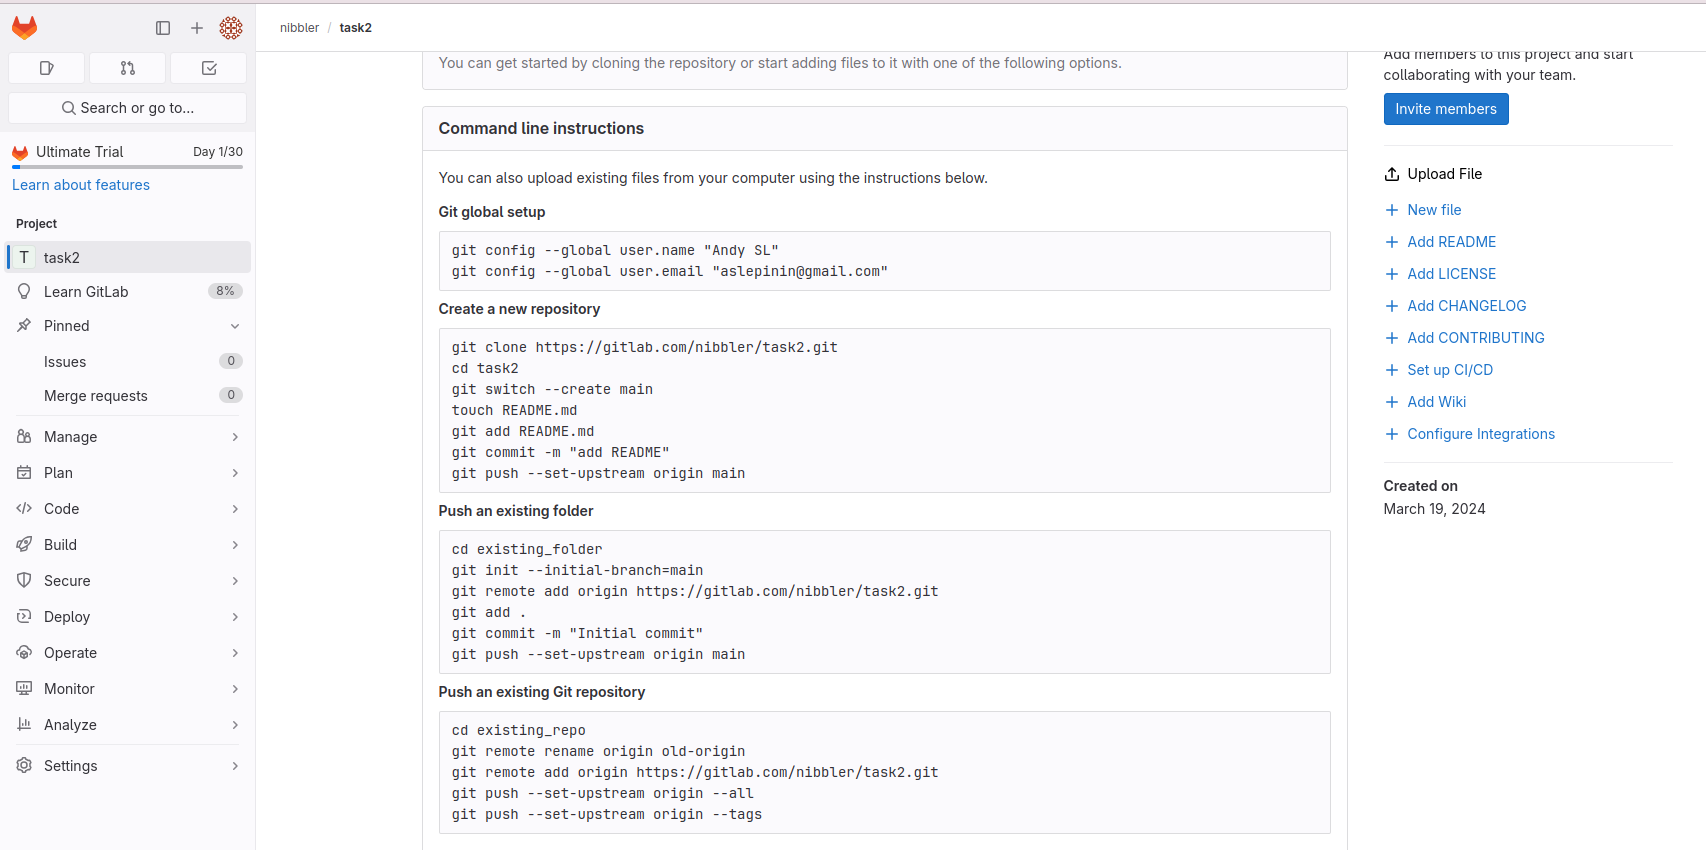 nibbler / task2
Search or go to...
Ultimate Trial Day 1/30
Learn about features
Project
T task2
Learn GitLab 8%
Pinned
Issues 0
Merge requests 0
Manage
Plan
Code
Build
Secure
Deploy
Operate
Monitor
Analyze
Settings
You can get started by cloning the repository or start adding files to it with one of the following options.
Command line instructions
You can also upload existing files from your computer using the instructions below.
Git global setup
git config --global user.name "Andy SL"
git config --global user.email "aslepinin@gmail.com"
Create a new repository
git clone https://gitlab.com/nibbler/task2.git
cd task2
git switch --create main
touch README.md
git add README.md
git commit -m "add README"
git push --set-upstream origin main
Push an existing folder
cd existing_folder
git init --initial-branch=main
git remote add origin https://gitlab.com/nibbler/task2.git
git add .
git commit -m "Initial commit"
git push --set-upstream origin main
Push an existing Git repository
cd existing_repo
git remote rename origin old-origin
git remote add origin https://gitlab.com/nibbler/task2.git
git push --set-upstream origin --all
git push --set-upstream origin --tags
Add members to this project and start
collaborating with your team.
Invite members
Upload File
New file
Add README
Add LICENSE
Add CHANGELOG
Add CONTRIBUTING
Set up CI/CD
Add Wiki
Configure Integrations
Created on
March 19, 2024